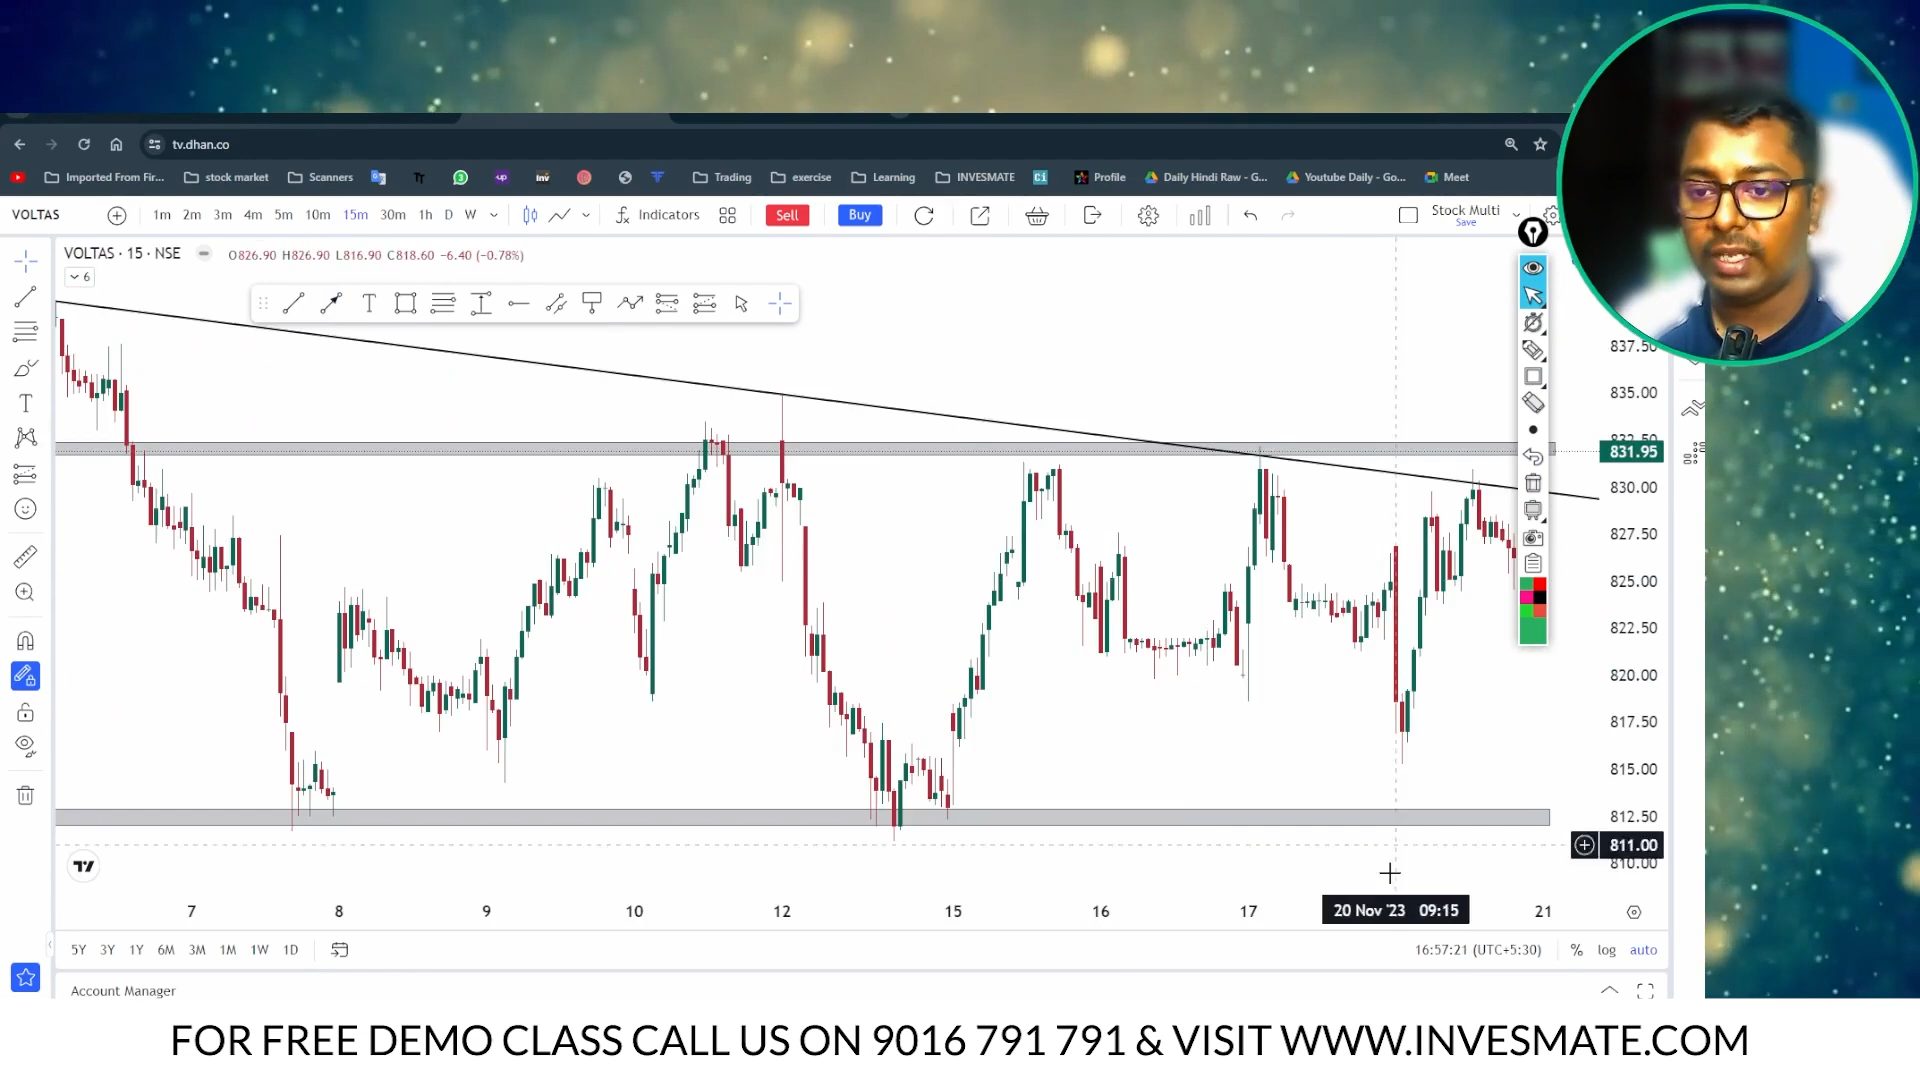 tv.dhan.co
Imported From Fir... stock market Scanners Trading exercise Learning INVESMATE Profile Daily Hindi Raw - G... Youtube Daily - Go... Meet
VOLTAS 1m 2m 3m 4m 5m 10m 15m 30m 1h D W Indicators Sell Buy Stock Multi
Save
VOLTAS · 15 · NSE O826.90 H826.90 L816.90 C818.60 −6.40 (−0.78%)
6
837.50
835.00
831.95
830.00
827.50
825.00
822.50
820.00
817.50
815.00
812.50
811.00
810.00
7 8 9 10 12 15 16 17 20 Nov '23 09:15 21
5Y 3Y 1Y 6M 3M 1M 1W 1D 16:57:21 (UTC+5:30) % log auto
Account Manager
FOR FREE DEMO CLASS CALL US ON 9016 791 791 & VISIT WWW.INVESMATE.COM